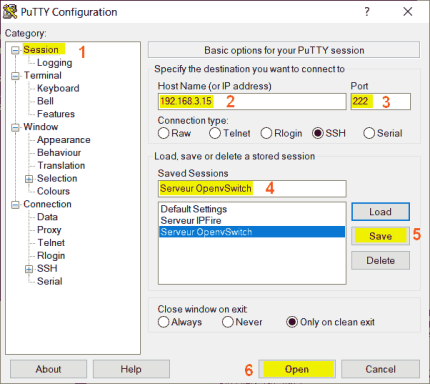 PuTTY Configuration
? ×
Category:
Session 1
Logging
Terminal
Keyboard
Bell
Features
Window
Appearance
Behaviour
Translation
Selection
Colours
Connection
Data
Proxy
Telnet
Rlogin
SSH
Serial
Basic options for your PuTTY session
Specify the destination you want to connect to
Host Name (or IP address) Port
192.168.3.15 2 222 3
Connection type:
Raw Telnet Rlogin SSH Serial
Load, save or delete a stored session
Saved Sessions
Serveur OpenvSwitch 4
Default Settings
Serveur IPFire
Serveur OpenvSwitch
Load
Save 5
Delete
Close window on exit:
Always Never Only on clean exit
About Help 6 Open Cancel